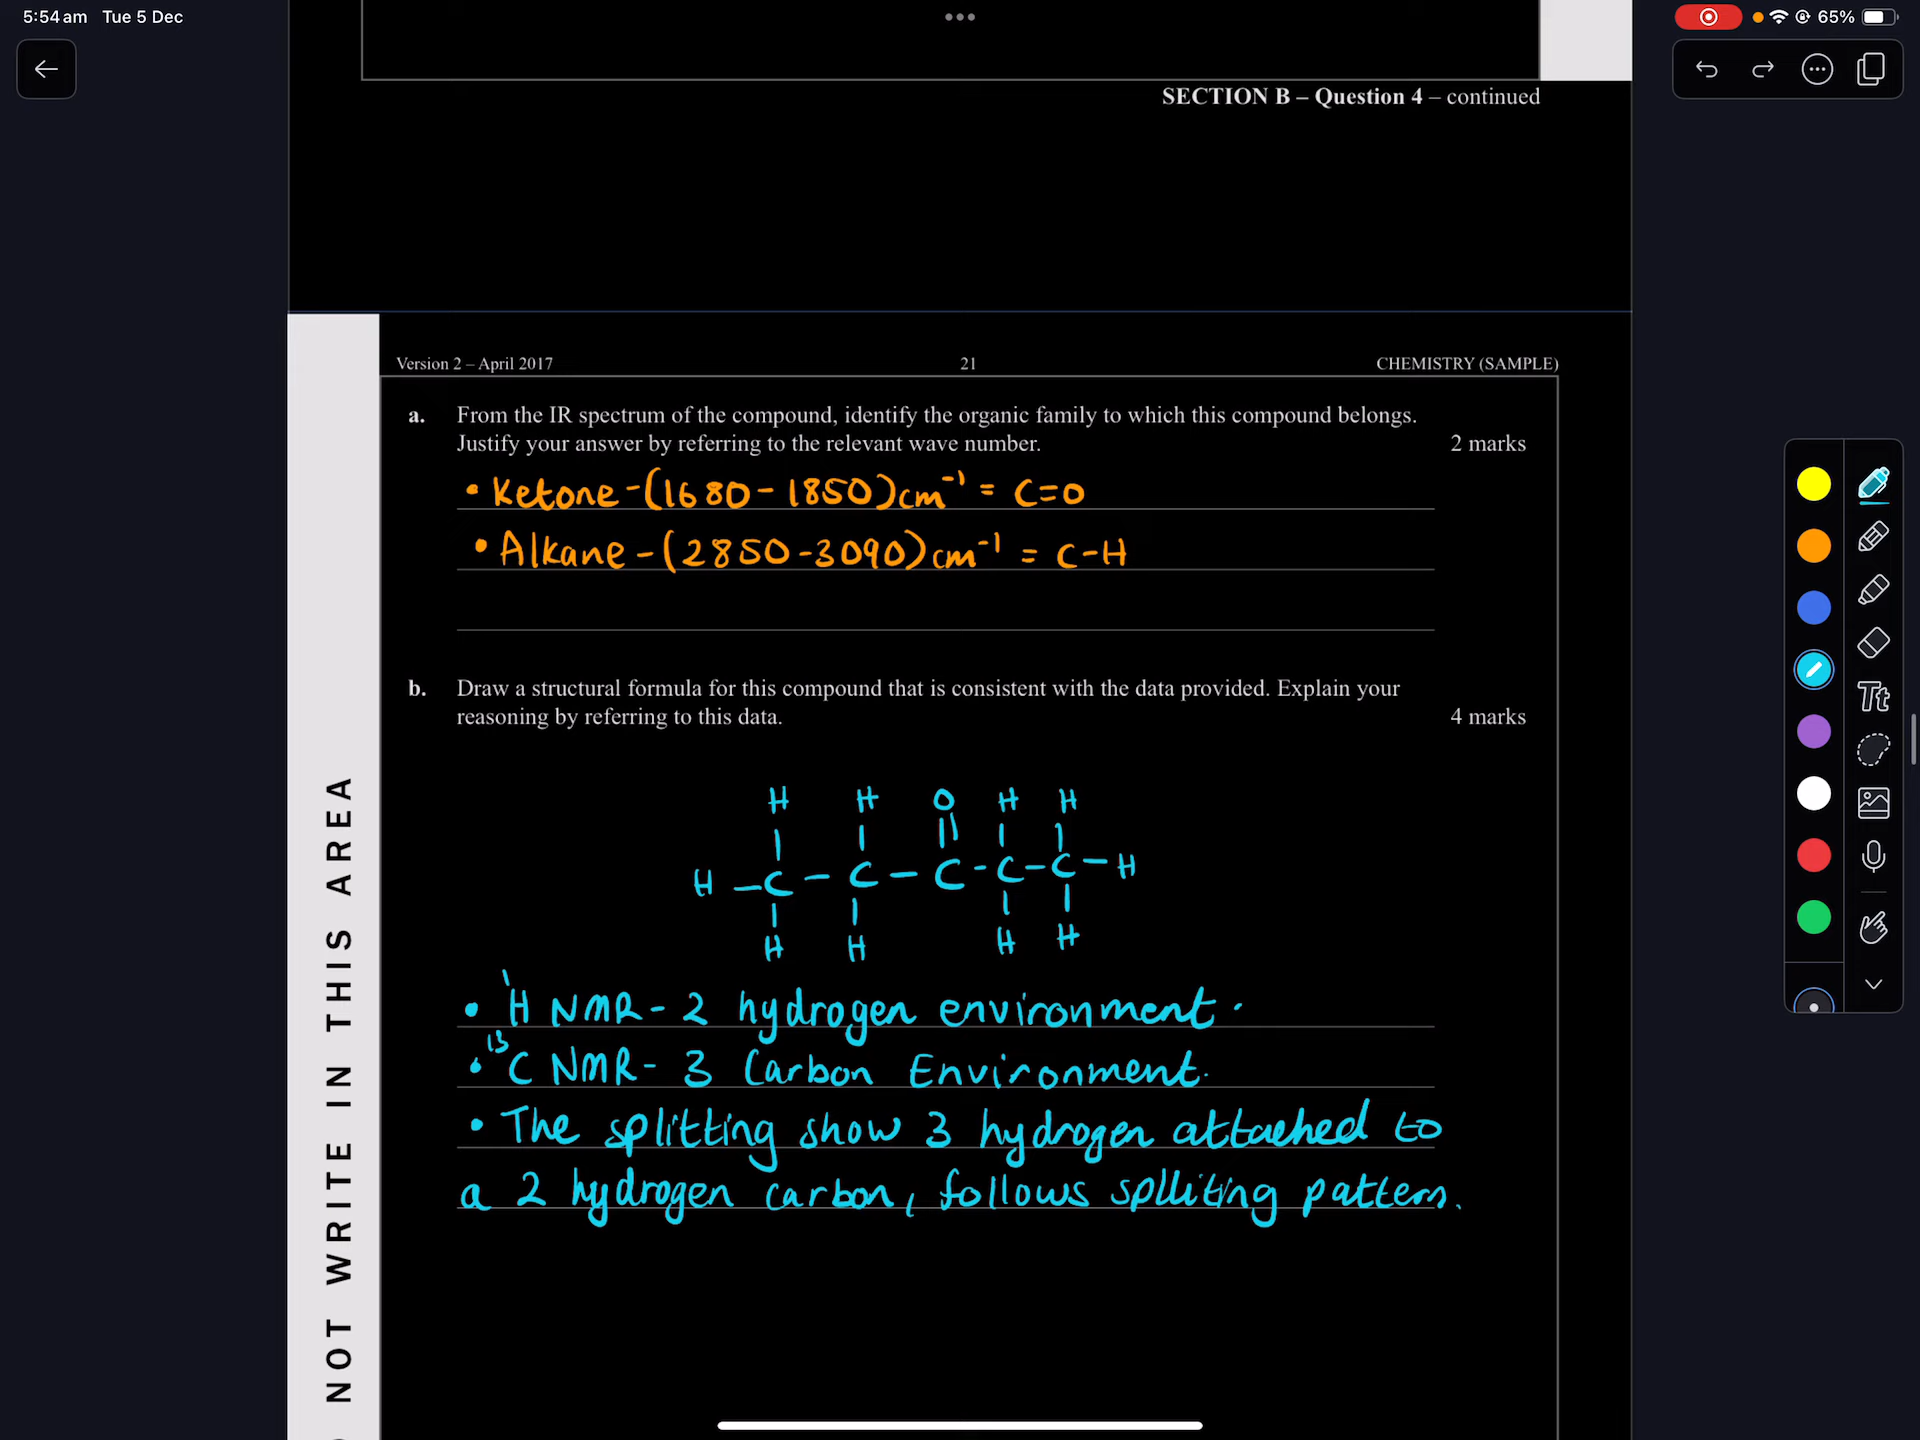 5:54 am Tue 5 Dec
65%
SECTION B – Question 4 – continued
Version 2 – April 2017 21 CHEMISTRY (SAMPLE)
a. From the IR spectrum of the compound, identify the organic family to which this compound belongs.
Justify your answer by referring to the relevant wave number. 2 marks
• Ketone - (1680 - 1850) cm⁻¹ = C=O
• Alkane - (2850 - 3090) cm⁻¹ = C-H
b. Draw a structural formula for this compound that is consistent with the data provided. Explain your
reasoning by referring to this data. 4 marks
H H O H H
H - C - C - C - C - C - H
H H H H
• ¹H NMR - 2 hydrogen environment.
• ¹³C NMR - 3 Carbon Environment.
• The splitting show 3 hydrogen attached to
a 2 hydrogen carbon, follows splliting pattern.
NOT WRITE IN THIS AREA
Tt